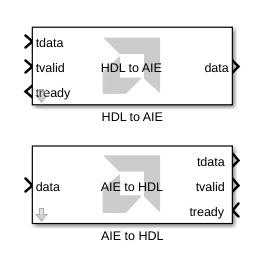 tdata
tvalid HDL to AIE data
tready
HDL to AIE
tdata
data AIE to HDL tvalid
tready
AIE to HDL